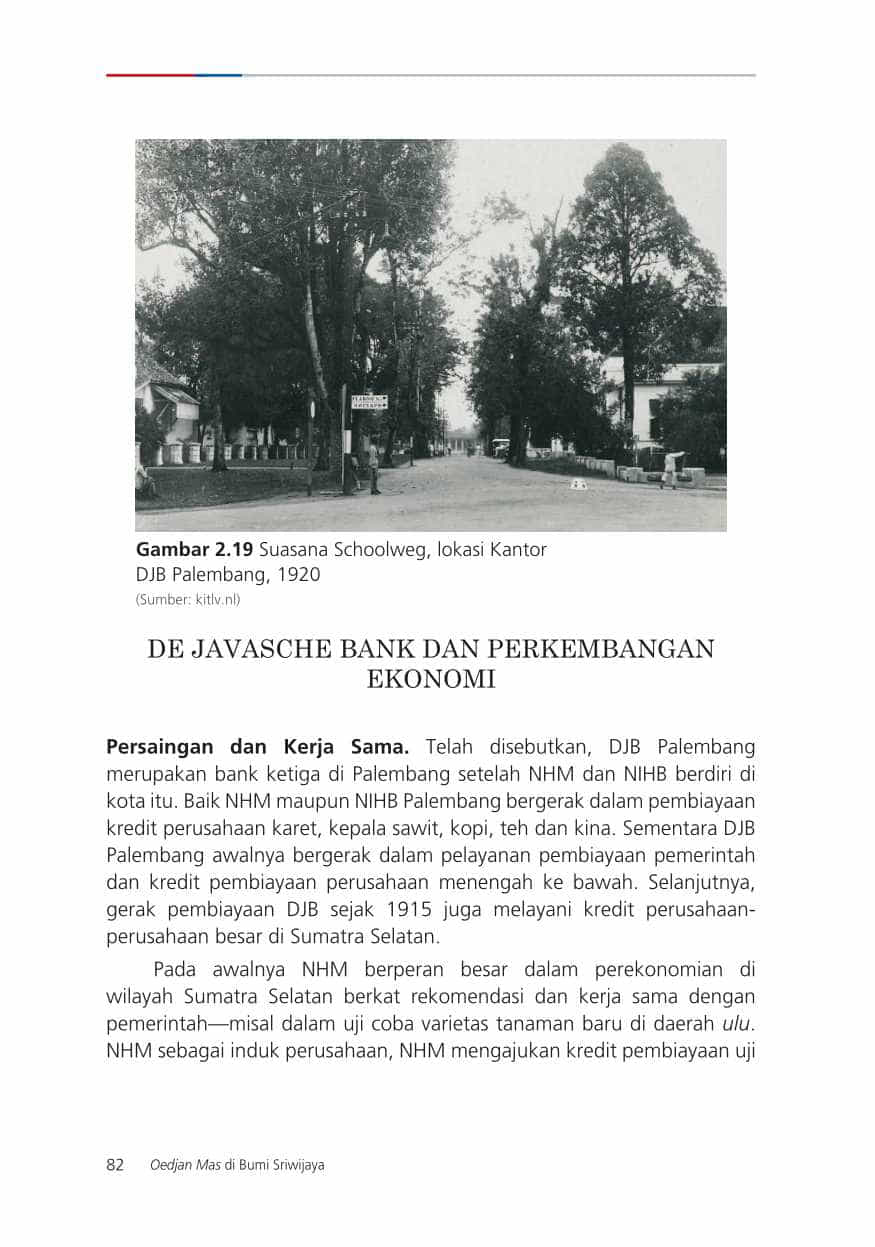 Gambar 2.19 Suasana Schoolweg, lokasi Kantor
DJB Palembang, 1920
(Sumber: kitlv.nl)
DE JAVASCHE BANK DAN PERKEMBANGAN
EKONOMI
Persaingan dan Kerja Sama. Telah disebutkan, DJB Palembang
merupakan bank ketiga di Palembang setelah NHM dan NIHB berdiri di
kota itu. Baik NHM maupun NIHB Palembang bergerak dalam pembiayaan
kredit perusahaan karet, kepala sawit, kopi, teh dan kina. Sementara DJB
Palembang awalnya bergerak dalam pelayanan pembiayaan pemerintah
dan kredit pembiayaan perusahaan menengah ke bawah. Selanjutnya,
gerak pembiayaan DJB sejak 1915 juga melayani kredit perusahaan-
perusahaan besar di Sumatra Selatan.
Pada awalnya NHM berperan besar dalam perekonomian di
wilayah Sumatra Selatan berkat rekomendasi dan kerja sama dengan
pemerintah—misal dalam uji coba varietas tanaman baru di daerah ulu.
NHM sebagai induk perusahaan, NHM mengajukan kredit pembiayaan uji
82 Oedjan Mas di Bumi Sriwijaya